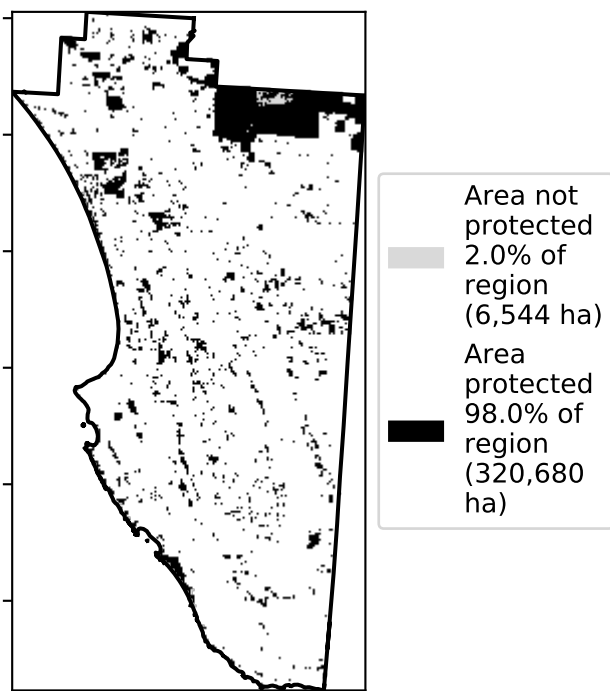 Area not
protected
2.0% of
region
(6,544 ha)
Area
protected
98.0% of
region
(320,680
ha)